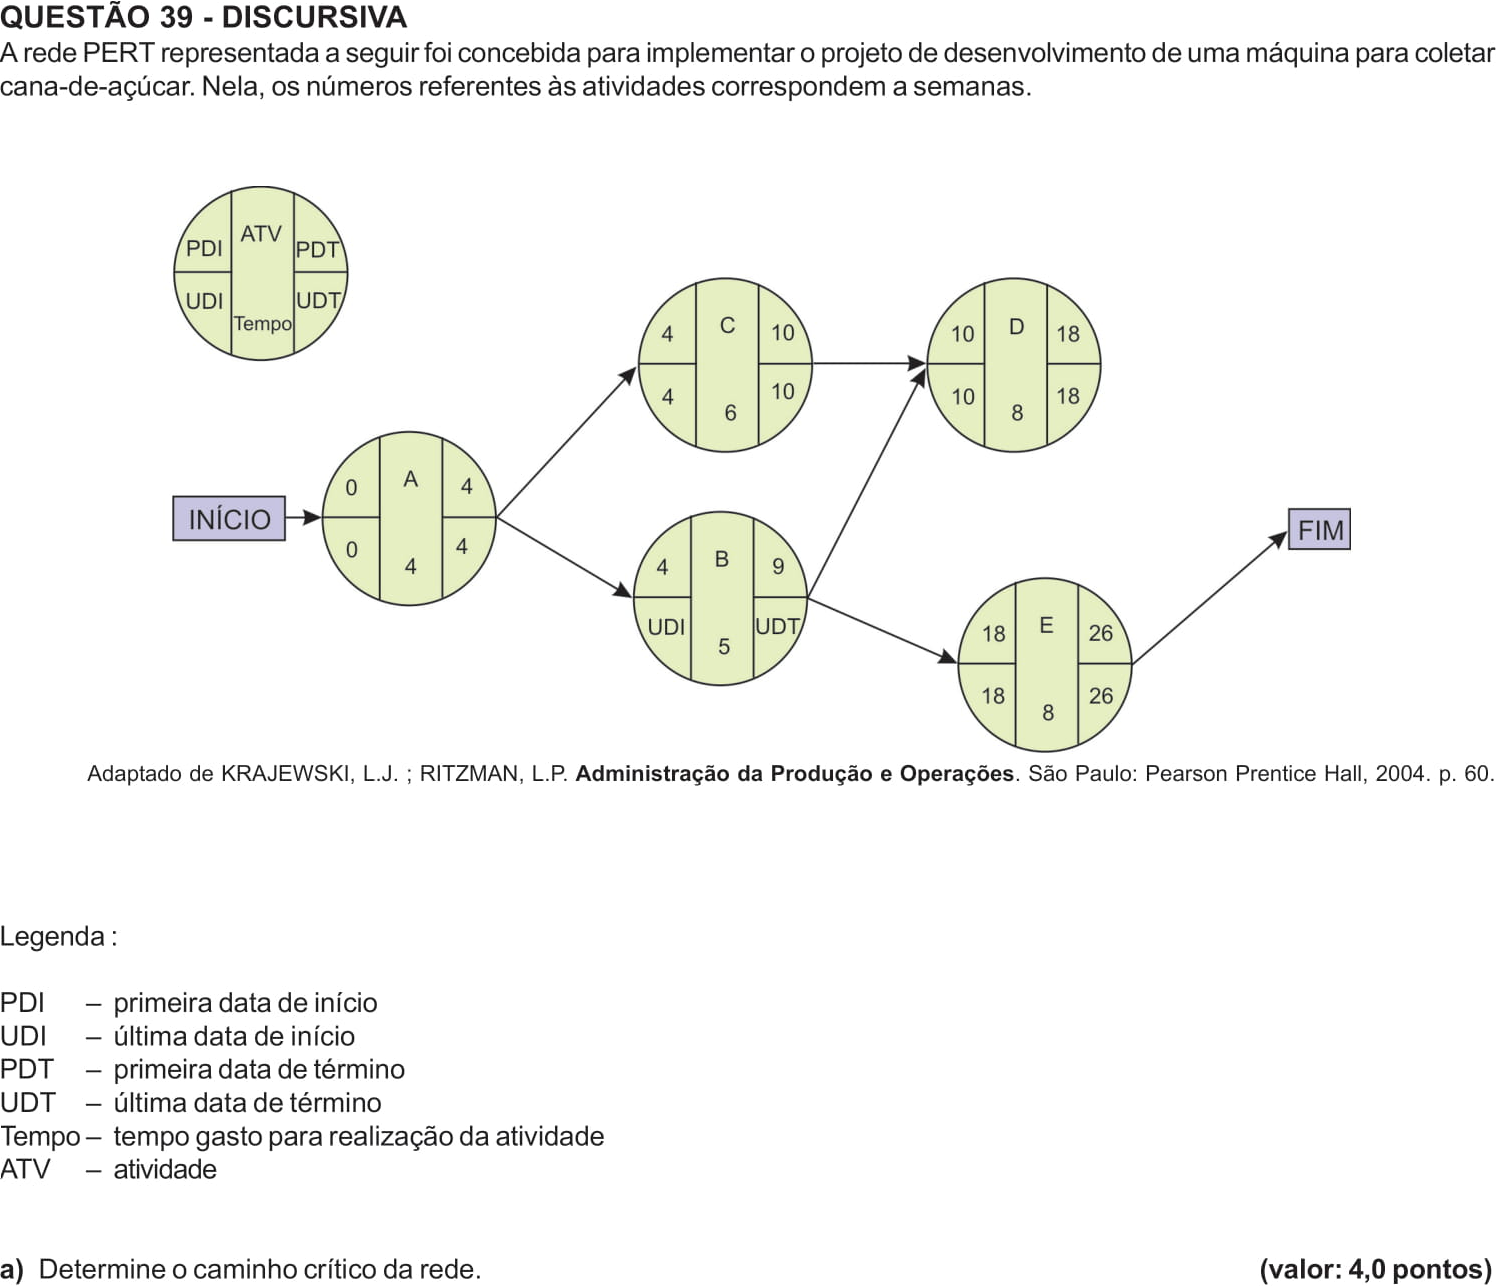 QUESTÃO 39 - DISCURSIVA
A rede PERT representada a seguir foi concebida para implementar o projeto de desenvolvimento de uma máquina para coletar
cana-de-açúcar. Nela, os números referentes às atividades correspondem a semanas.
PDI ATV PDT
UDI UDT
Tempo
4 C 10
4 6 10
10 D 18
10 8 18
0 A 4
0 4 4
INÍCIO
4 B 9
UDI 5 UDT
18 E 26
18 8 26
FIM
Adaptado de KRAJEWSKI, L.J. ; RITZMAN, L.P. Administração da Produção e Operações. São Paulo: Pearson Prentice Hall, 2004. p. 60.
Legenda :
PDI – primeira data de início
UDI – última data de início
PDT – primeira data de término
UDT – última data de término
Tempo – tempo gasto para realização da atividade
ATV – atividade
a) Determine o caminho crítico da rede. (valor: 4,0 pontos)